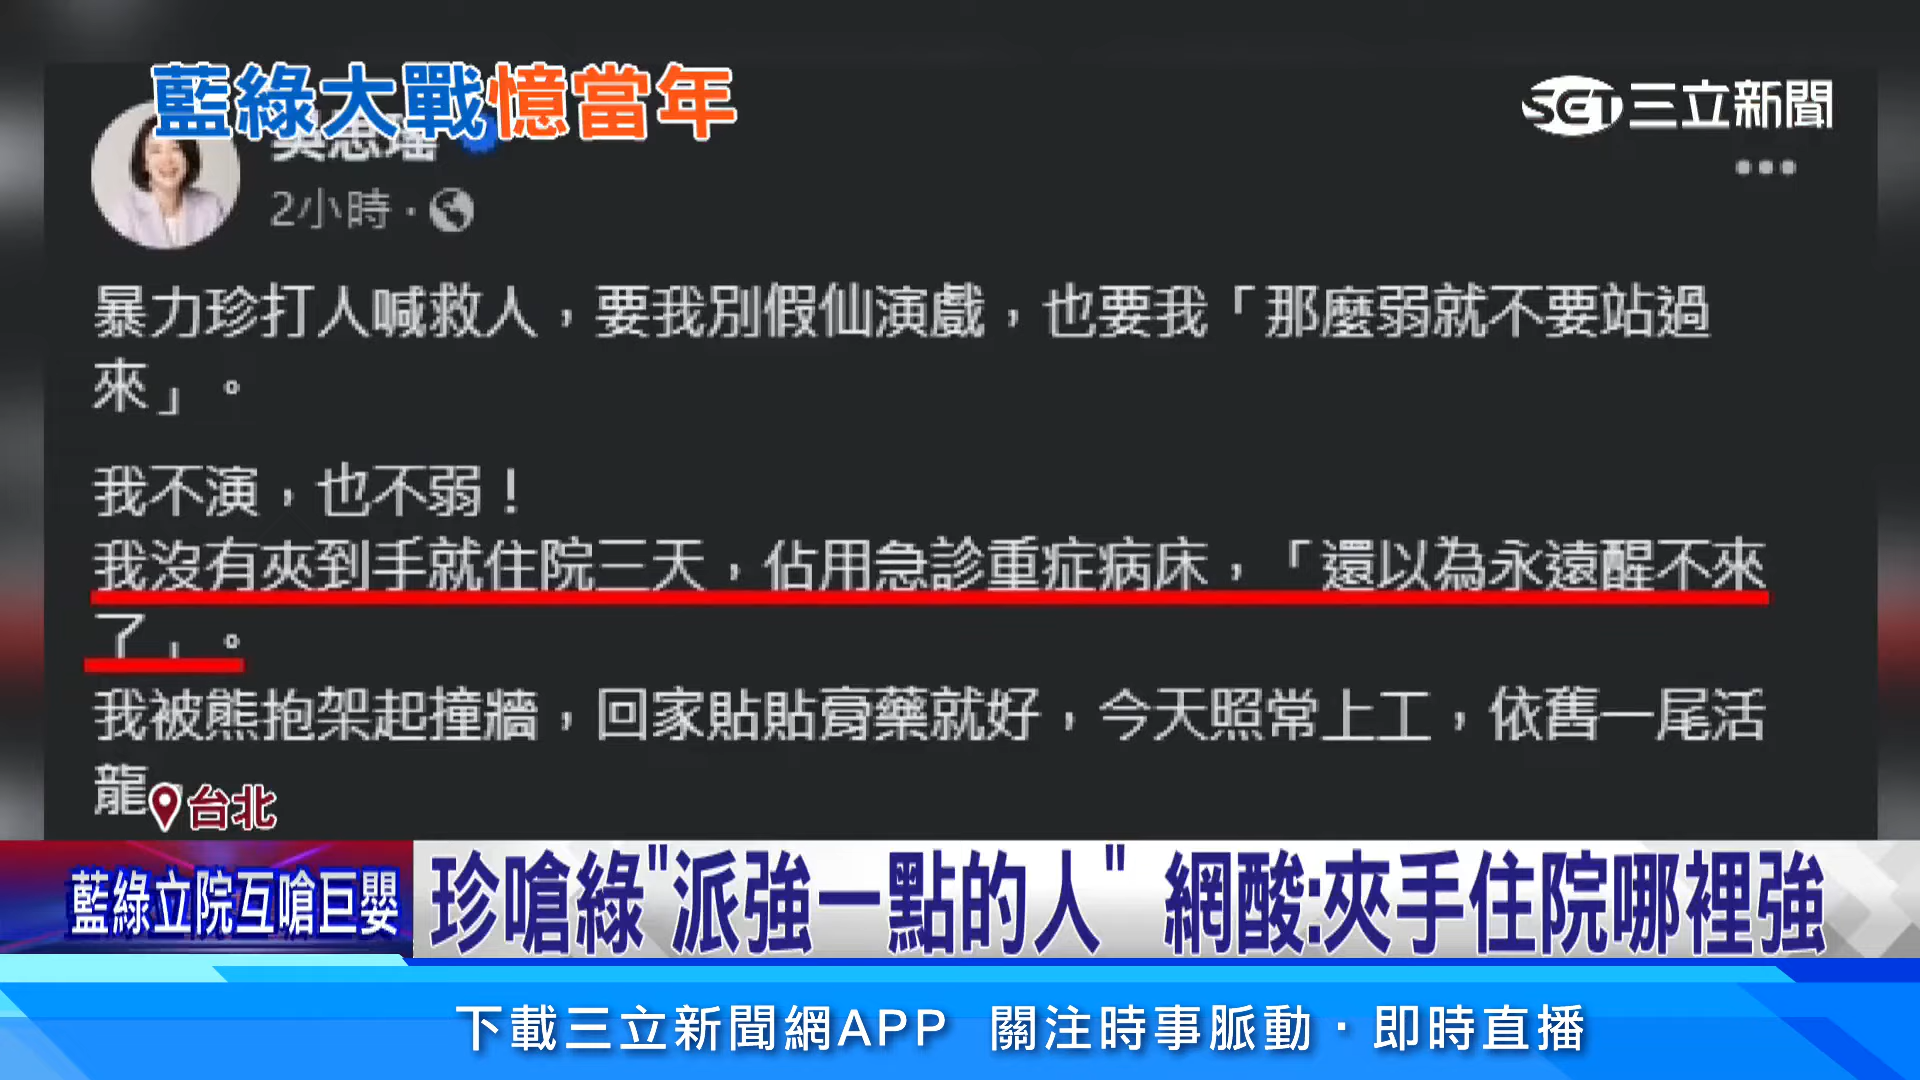 藍綠大戰憶當年
SET三立新聞
吳思瑤
2小時·
暴力珍打人喊救人，要我別假仙演戲，也要我「那麼弱就不要站過
來」。
我不演，也不弱！
我沒有夾到手就住院三天，佔用急診重症病床，「還以為永遠醒不來
了」。
我被熊抱架起撞牆，回家貼貼膏藥就好，今天照常上工，依舊一尾活
龍
台北
藍綠立院互嗆巨嬰
珍嗆綠"派強一點的人" 網酸:夾手住院哪裡強
下載三立新聞網APP 關注時事脈動·即時直播